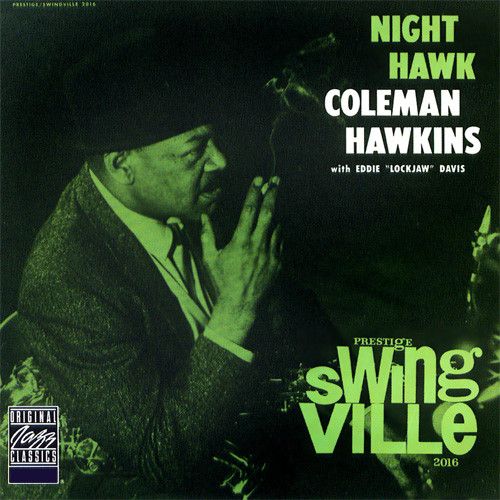 PRESTIGE/SWINGVILLE 2016
NIGHT
HAWK
COLEMAN
HAWKINS
with EDDIE "LOCKJAW" DAVIS
PRESTIgE
sWiNg
ViLLe
2016
ORIGINAL
Jazz
CLASSICS